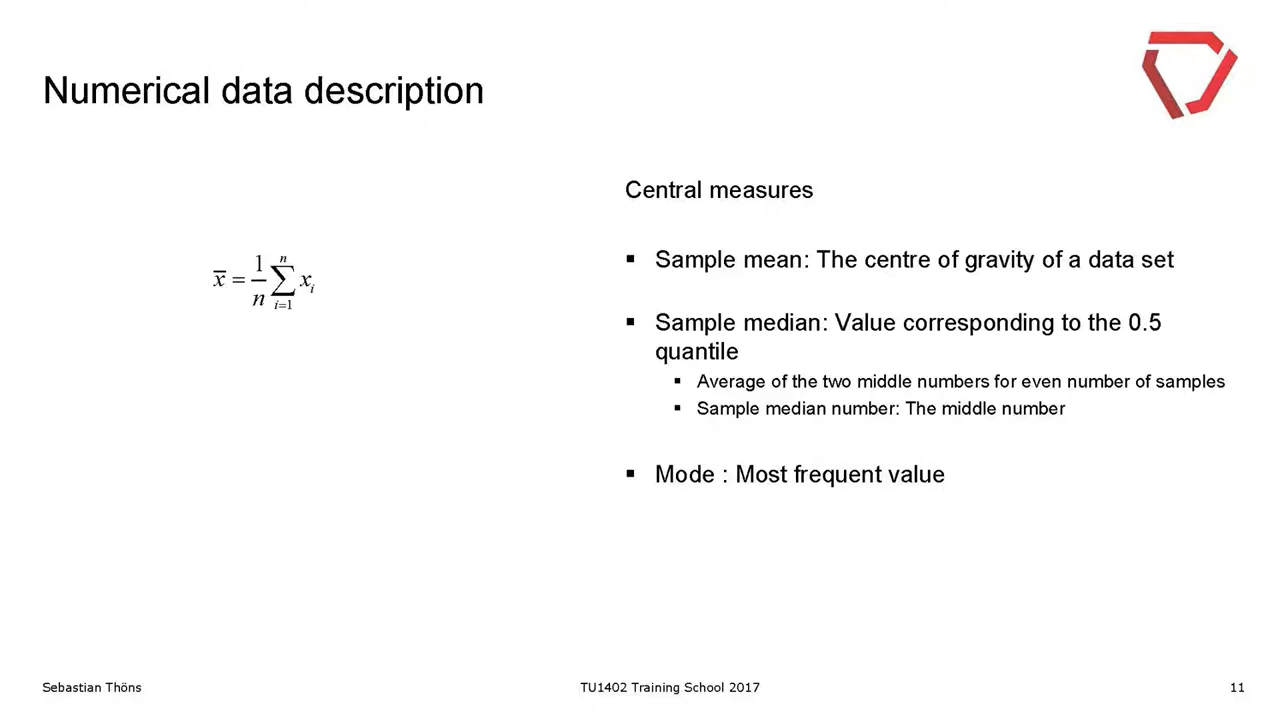 Numerical data description
x̄ = 1/n ∑_{i=1}^{n} x_i
Central measures
▪ Sample mean: The centre of gravity of a data set
▪ Sample median: Value corresponding to the 0.5
quantile
▪ Average of the two middle numbers for even number of samples
▪ Sample median number: The middle number
▪ Mode : Most frequent value
Sebastian Thöns
TU1402 Training School 2017
11